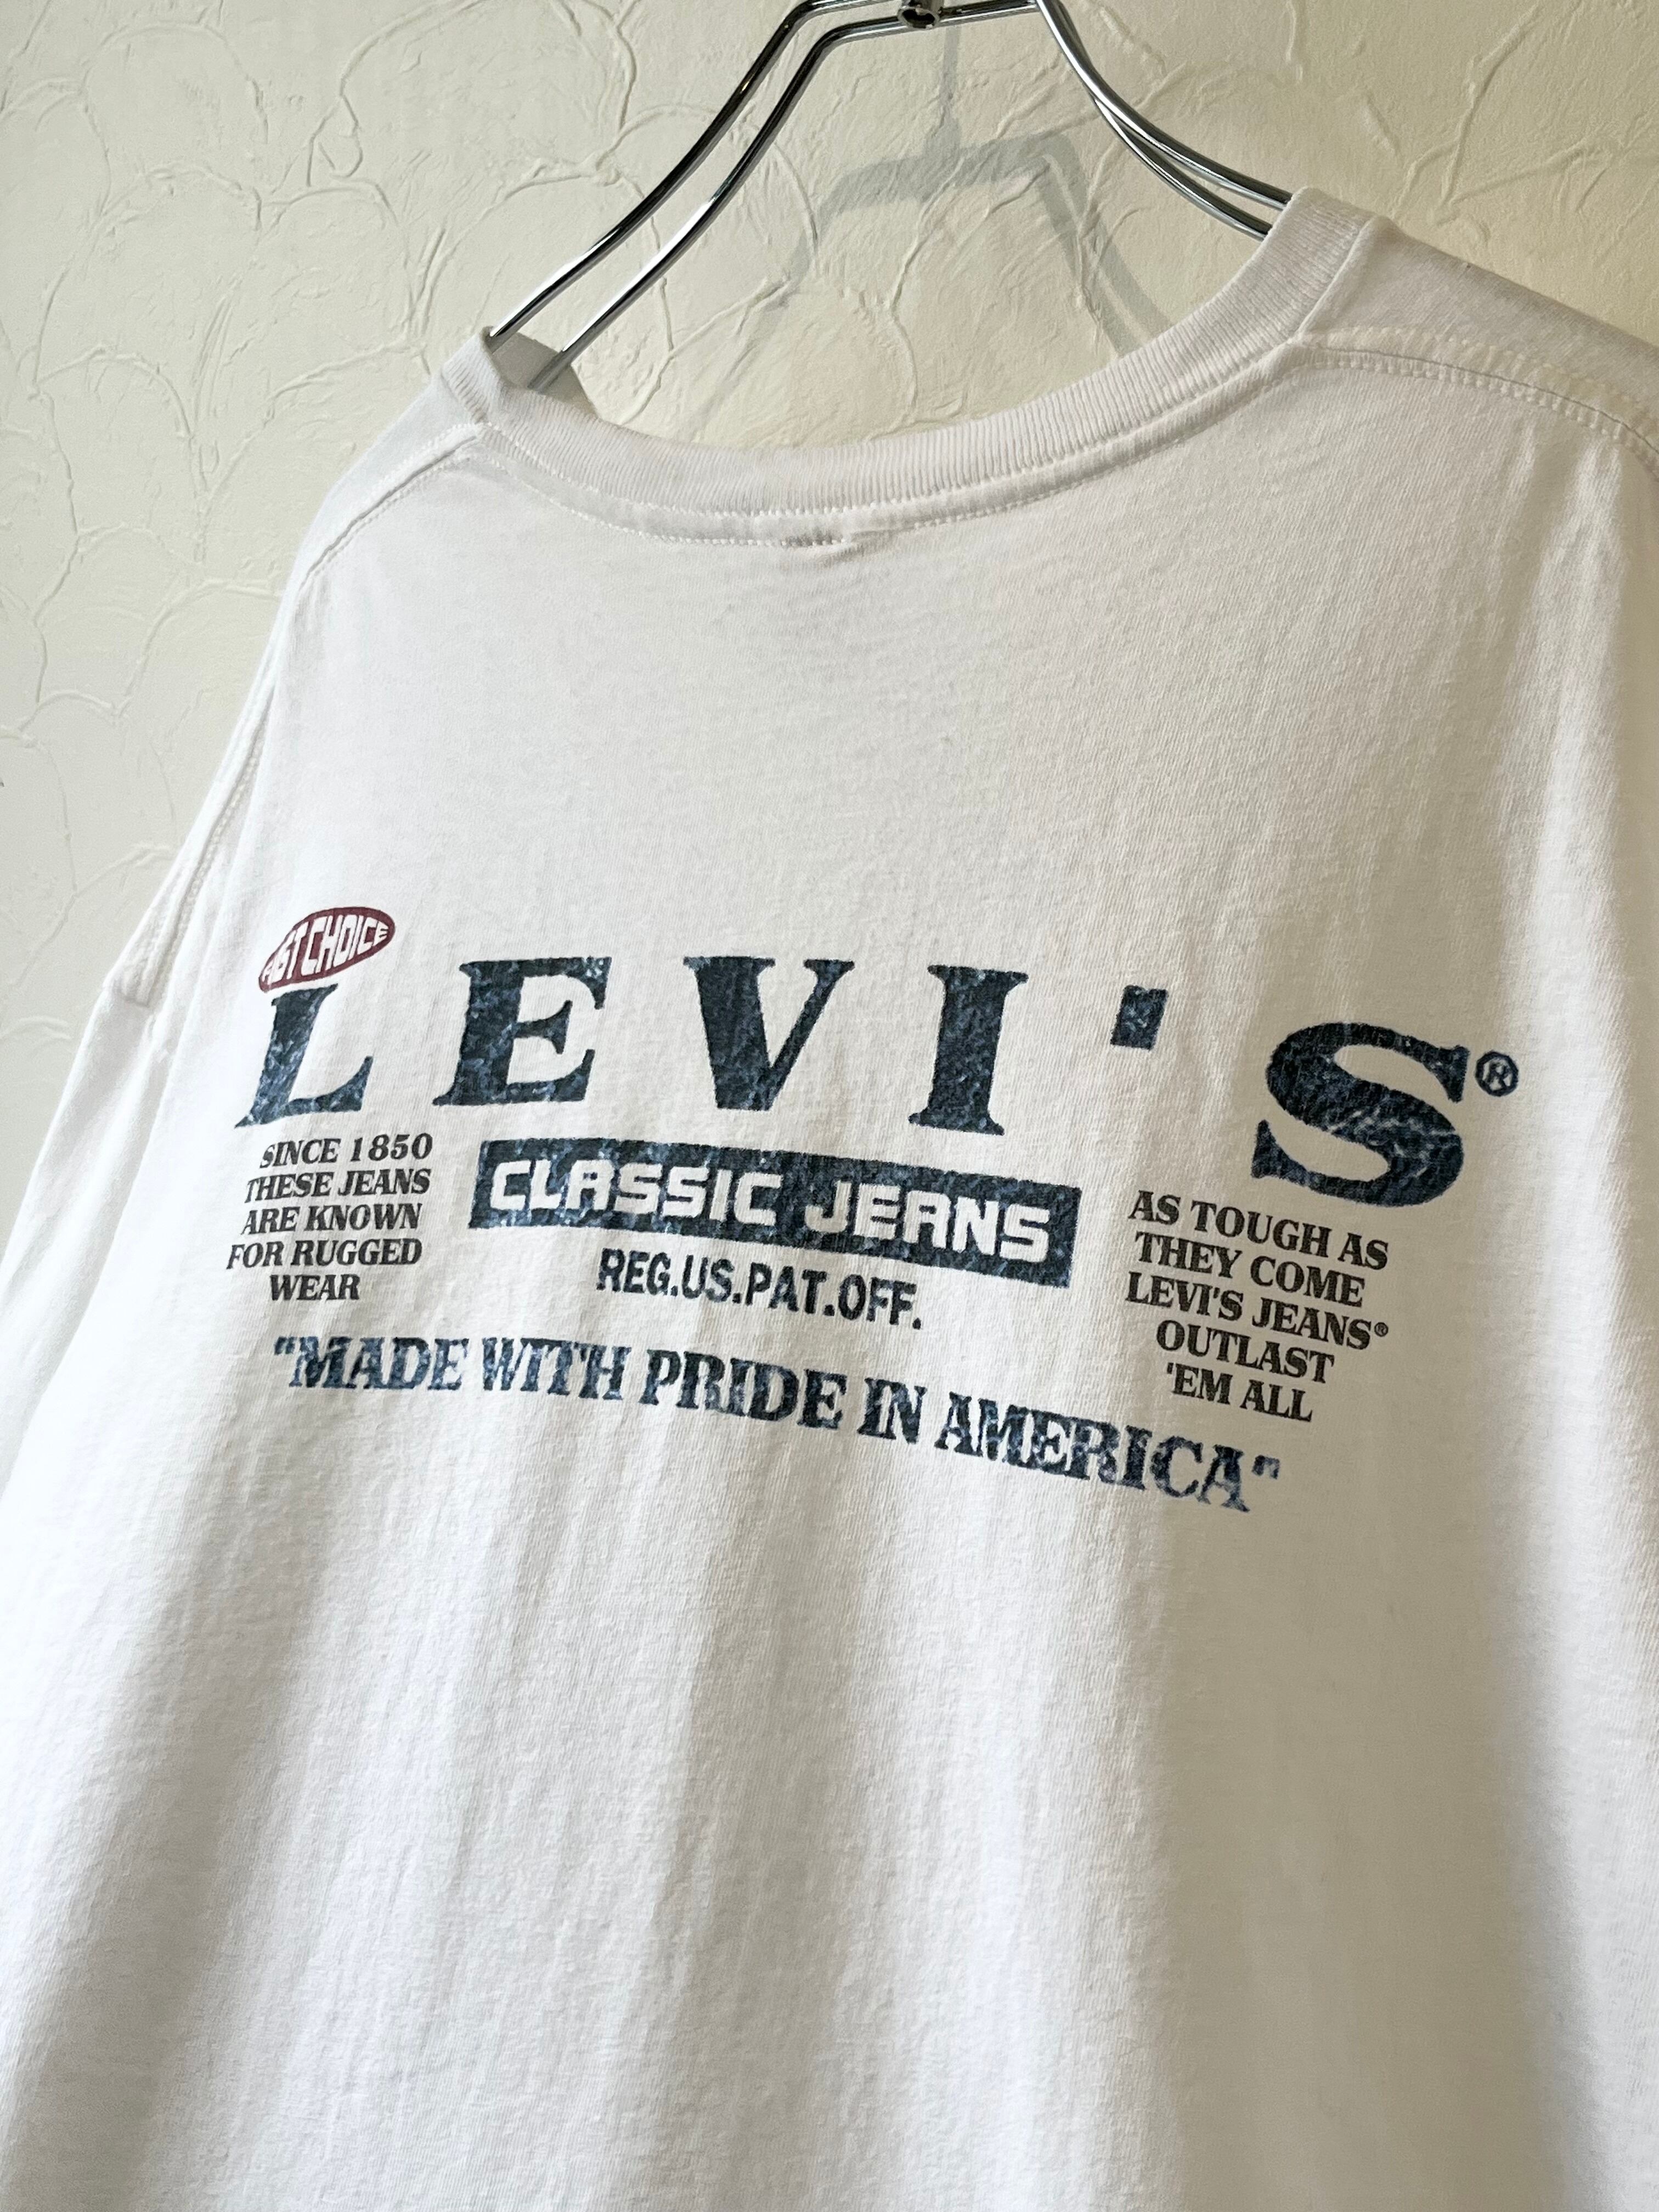 CHOICE
LEVI'S®
SINCE 1850
THESE JEANS
ARE KNOWN
FOR RUGGED
WEAR
CLASSIC JEANS
REG.US.PAT.OFF.
AS TOUGH AS
THEY COME
LEVI'S JEANS®
OUTLAST
'EM ALL
"MADE WITH PRIDE IN AMERICA"